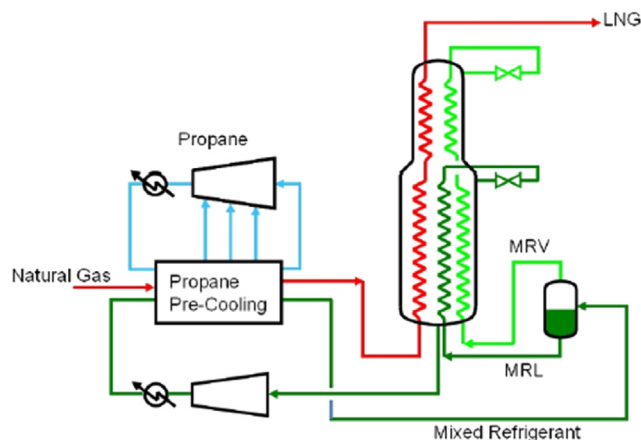 LNG
Propane
Natural Gas
Propane
Pre-Cooling
MRV
MRL
Mixed Refrigerant